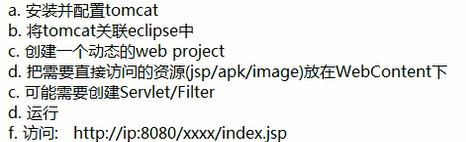 a. 安装并配置tomcat
b. 将tomcat关联eclipse中
c. 创建一个动态的web project
d. 把需要直接访问的资源(jsp/apk/image)放在WebContent下
c. 可能需要创建Servlet/Filter
d. 运行
f. 访问: http://ip:8080/xxxx/index.jsp